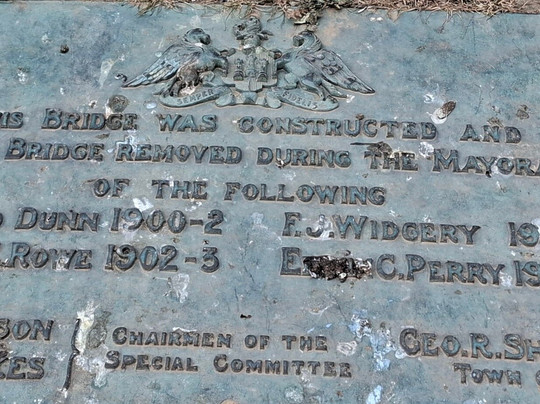 SEMPER FIDELIS
IS BRIDGE WAS CONSTRUCTED AND
BRIDGE REMOVED DURING THE MAYORA
OF THE FOLLOWING
DUNN 1900-2 F.J. WIDGERY 19
ROWE 1902-3 C. PERRY 19
SON
KES
CHAIRMEN OF THE
SPECIAL COMMITTEE
GEO. R. SH
TOWN C